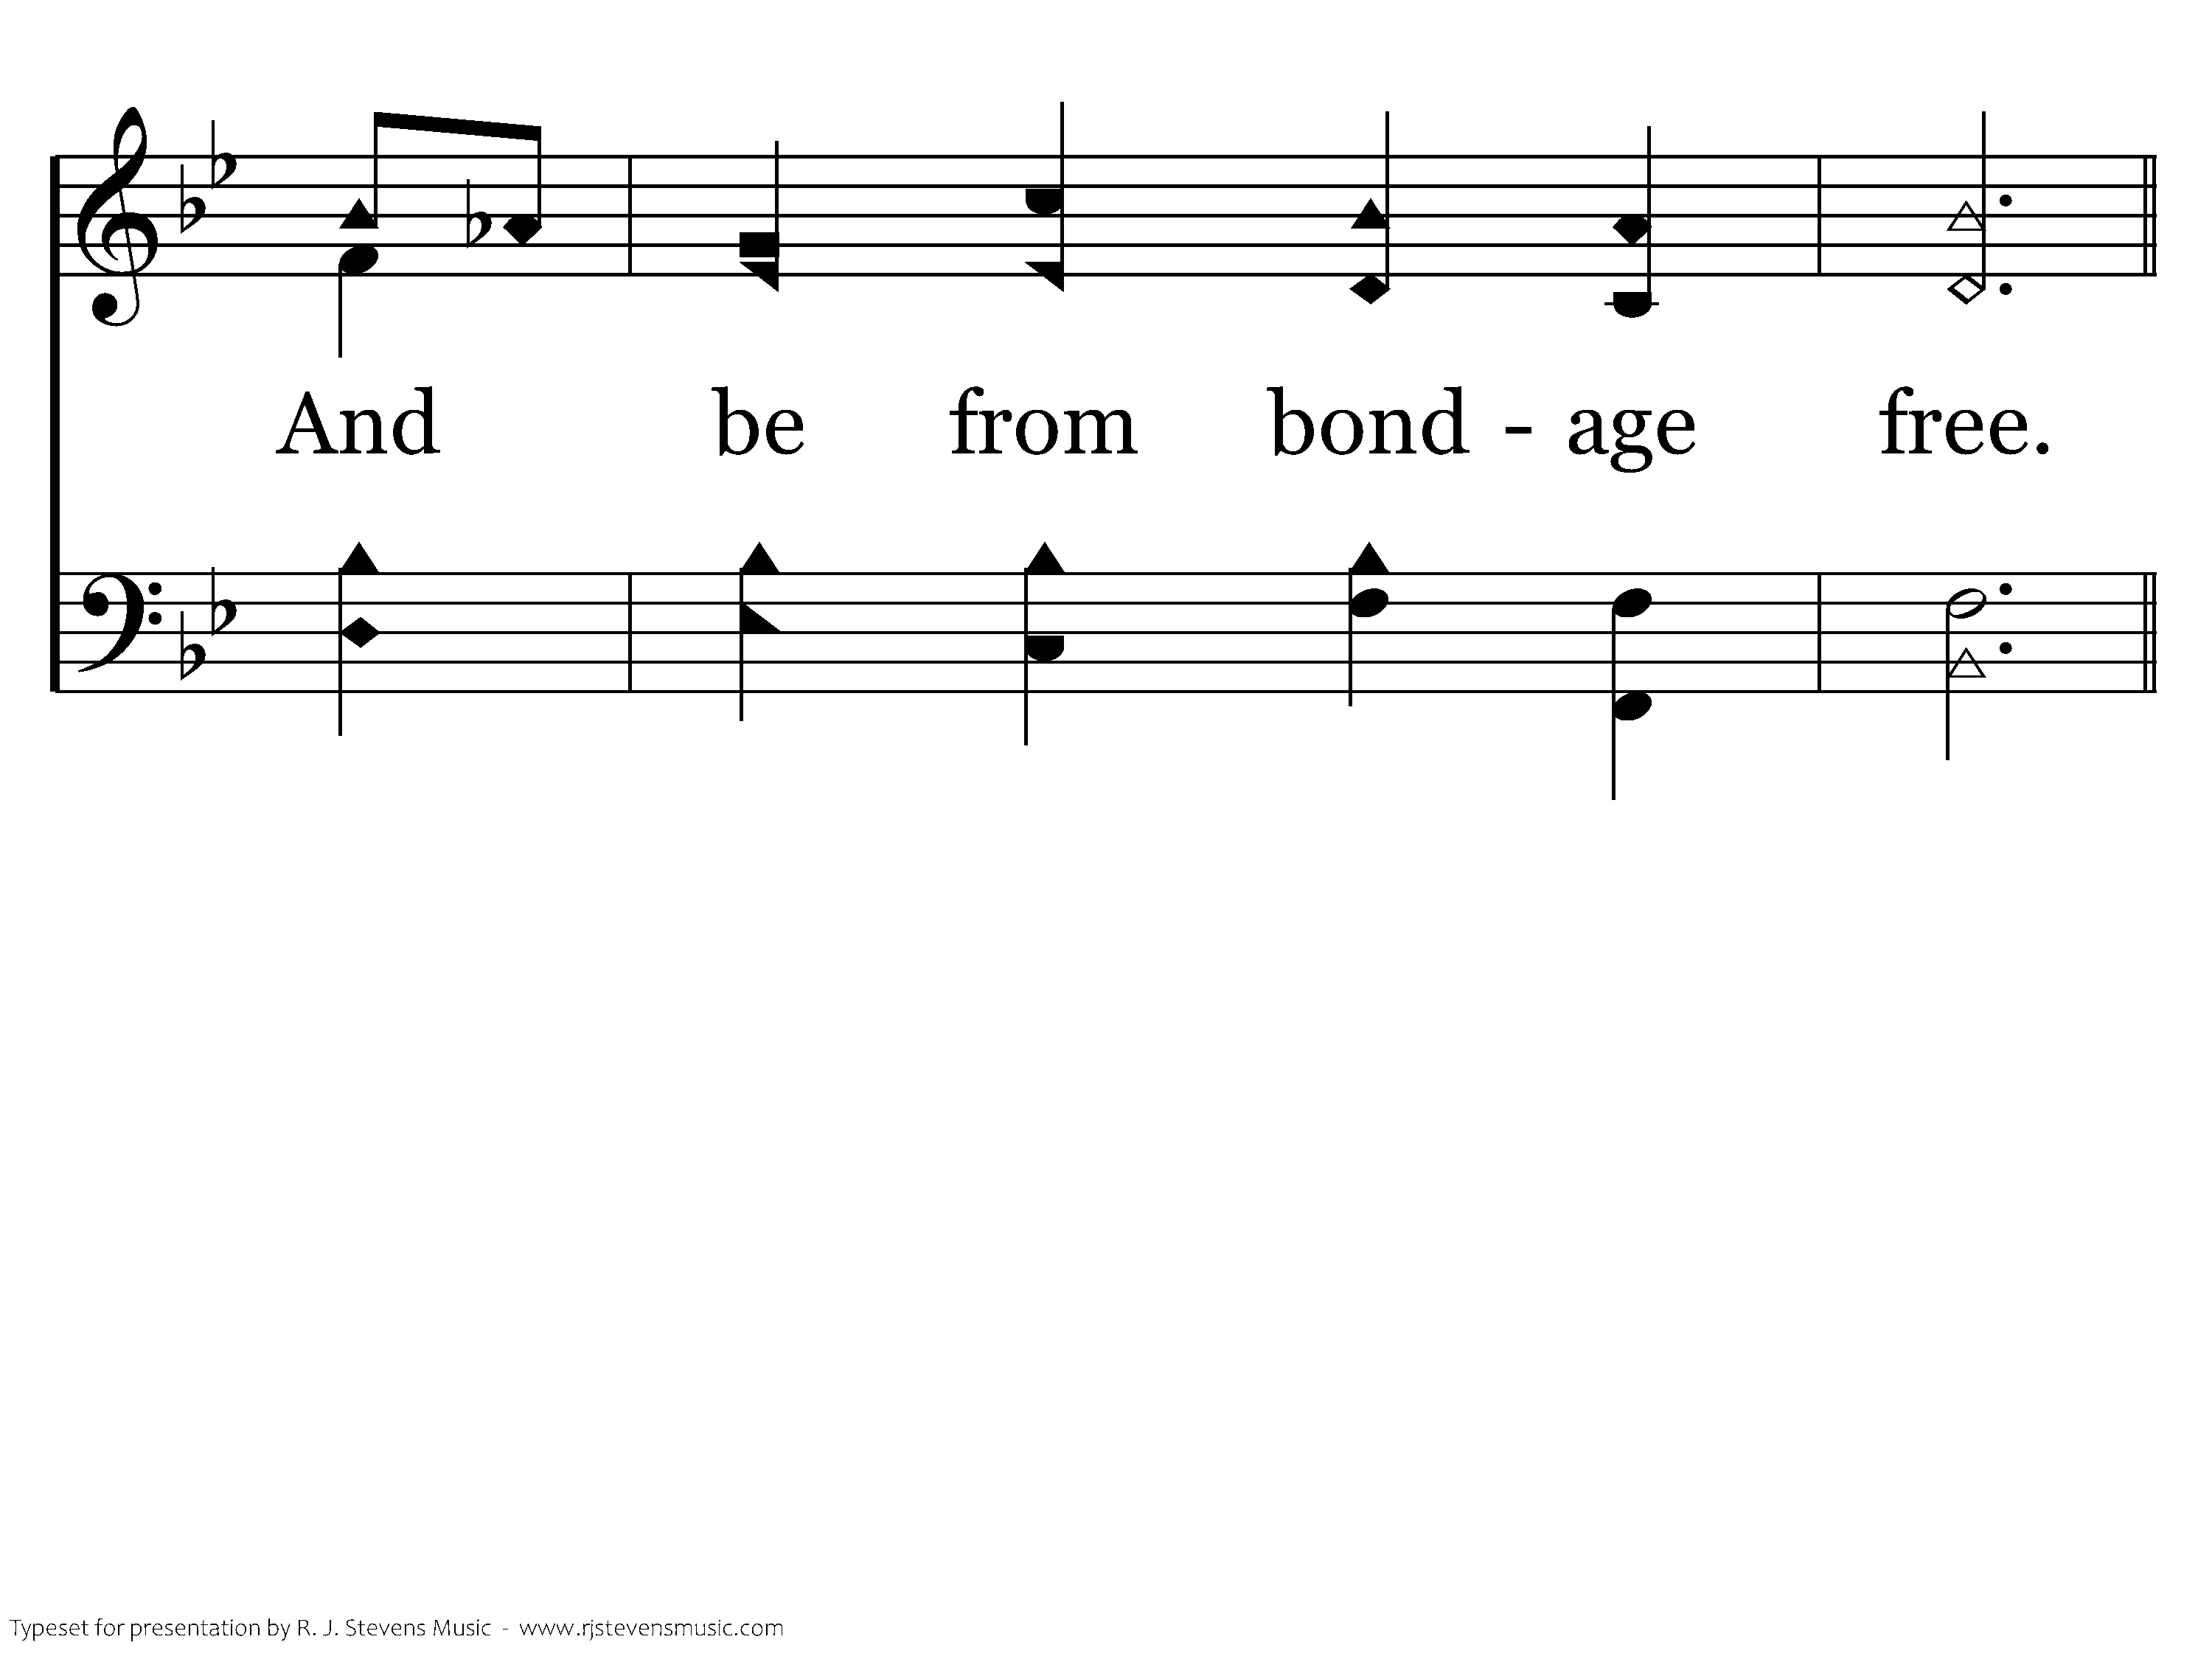 And be from bond - age free.
Typeset for presentation by R. J. Stevens Music - www.rjstevensmusic.com